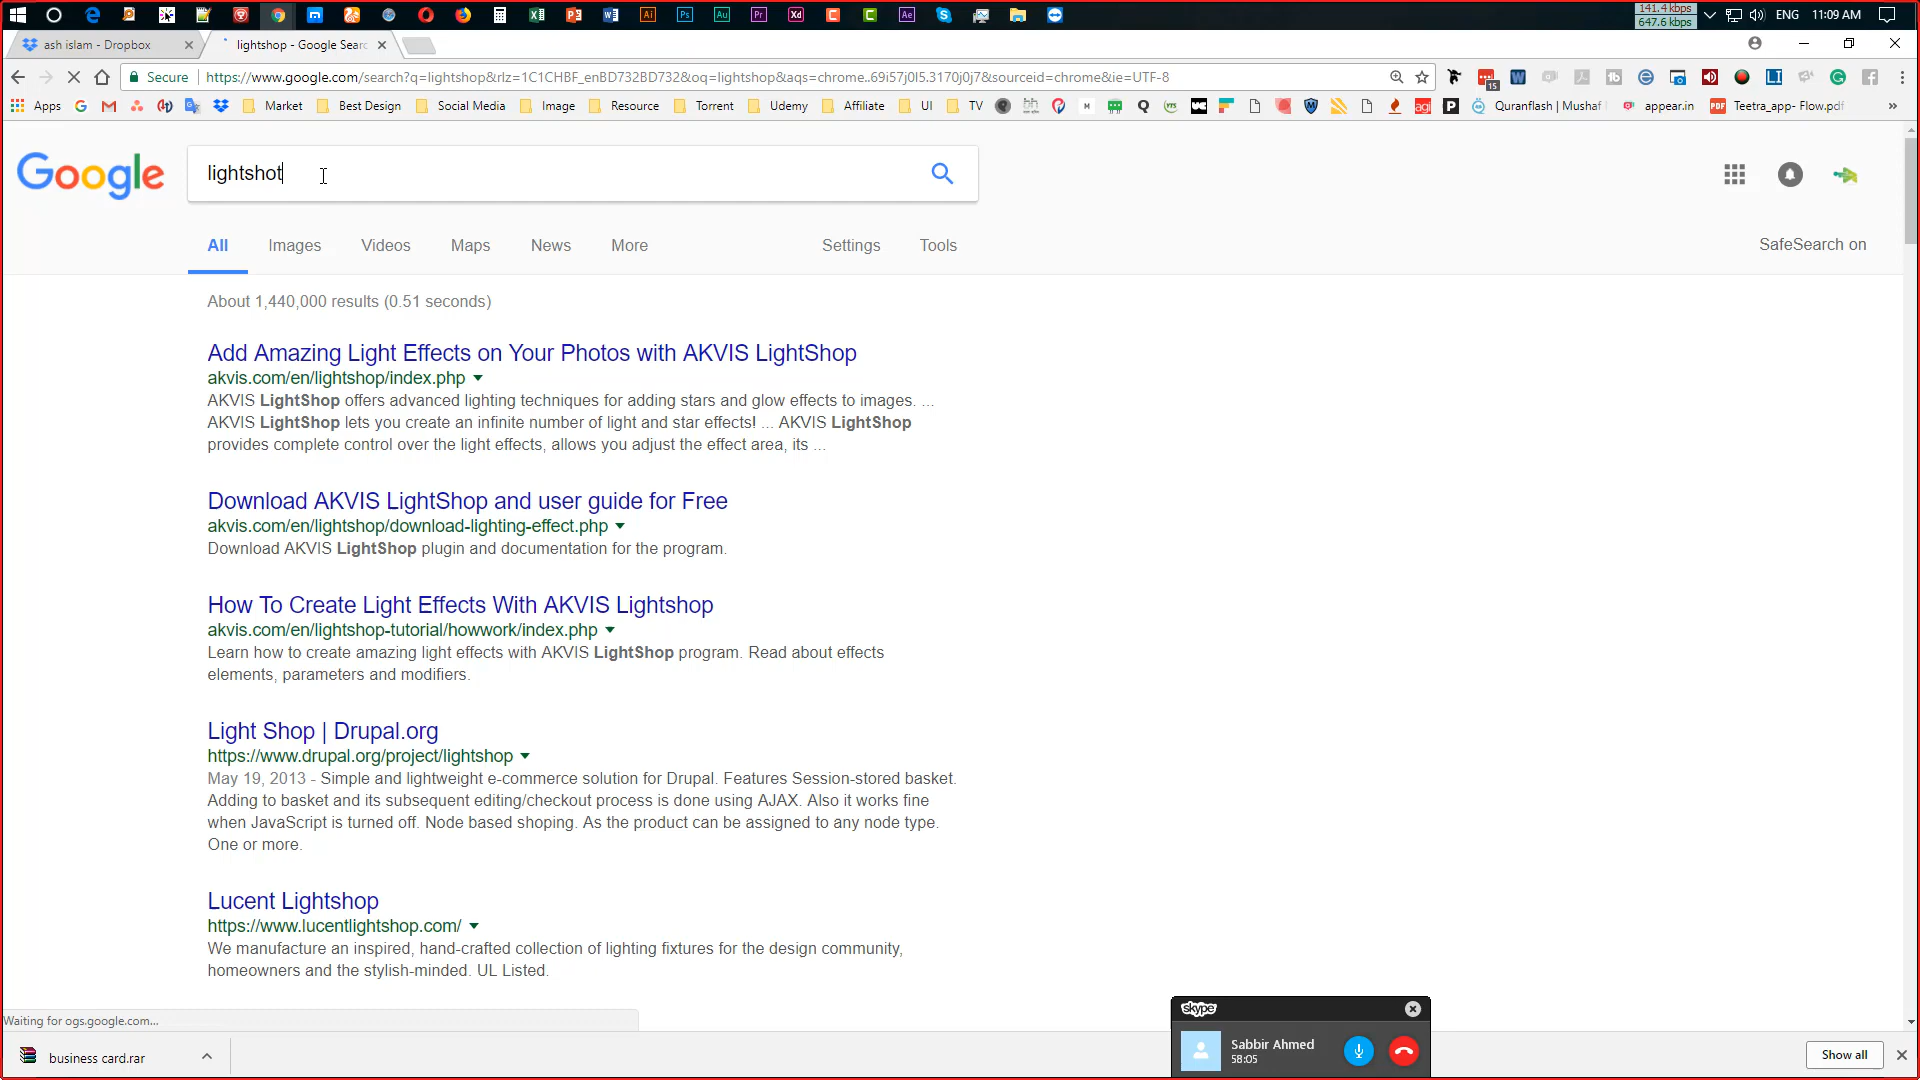 141.4 kbps
647.6 kbps
ENG
11:09 AM
ash islam - Dropbox
lightshop - Google Searc
Secure
https://www.google.com/search?q=lightshop&rlz=1C1CHBF_enBD732BD732&oq=lightshop&aqs=chrome..69i57j0l5.3170j0j7&sourceid=chrome&ie=UTF-8
Apps
Market
Best Design
Social Media
Image
Resource
Torrent
Udemy
Affiliate
UI
TV
Quranflash | Mushaf
appear.in
Teetra_app- Flow.pdf
Google
lightshot
All
Images
Videos
Maps
News
More
Settings
Tools
SafeSearch on
About 1,440,000 results (0.51 seconds)
Add Amazing Light Effects on Your Photos with AKVIS LightShop
akvis.com/en/lightshop/index.php
AKVIS LightShop offers advanced lighting techniques for adding stars and glow effects to images. ...
AKVIS LightShop lets you create an infinite number of light and star effects! ... AKVIS LightShop
provides complete control over the light effects, allows you adjust the effect area, its ...
Download AKVIS LightShop and user guide for Free
akvis.com/en/lightshop/download-lighting-effect.php
Download AKVIS LightShop plugin and documentation for the program.
How To Create Light Effects With AKVIS Lightshop
akvis.com/en/lightshop-tutorial/howwork/index.php
Learn how to create amazing light effects with AKVIS LightShop program. Read about effects
elements, parameters and modifiers.
Light Shop | Drupal.org
https://www.drupal.org/project/lightshop
May 19, 2013 - Simple and lightweight e-commerce solution for Drupal. Features Session-stored basket.
Adding to basket and its subsequent editing/checkout process is done using AJAX. Also it works fine
when JavaScript is turned off. Node based shoping. As the product can be assigned to any node type.
One or more.
Lucent Lightshop
https://www.lucentlightshop.com/
We manufacture an inspired, hand-crafted collection of lighting fixtures for the design community,
homeowners and the stylish-minded. UL Listed.
Waiting for ogs.google.com...
business card.rar
skype
Sabbir Ahmed
58:05
Show all